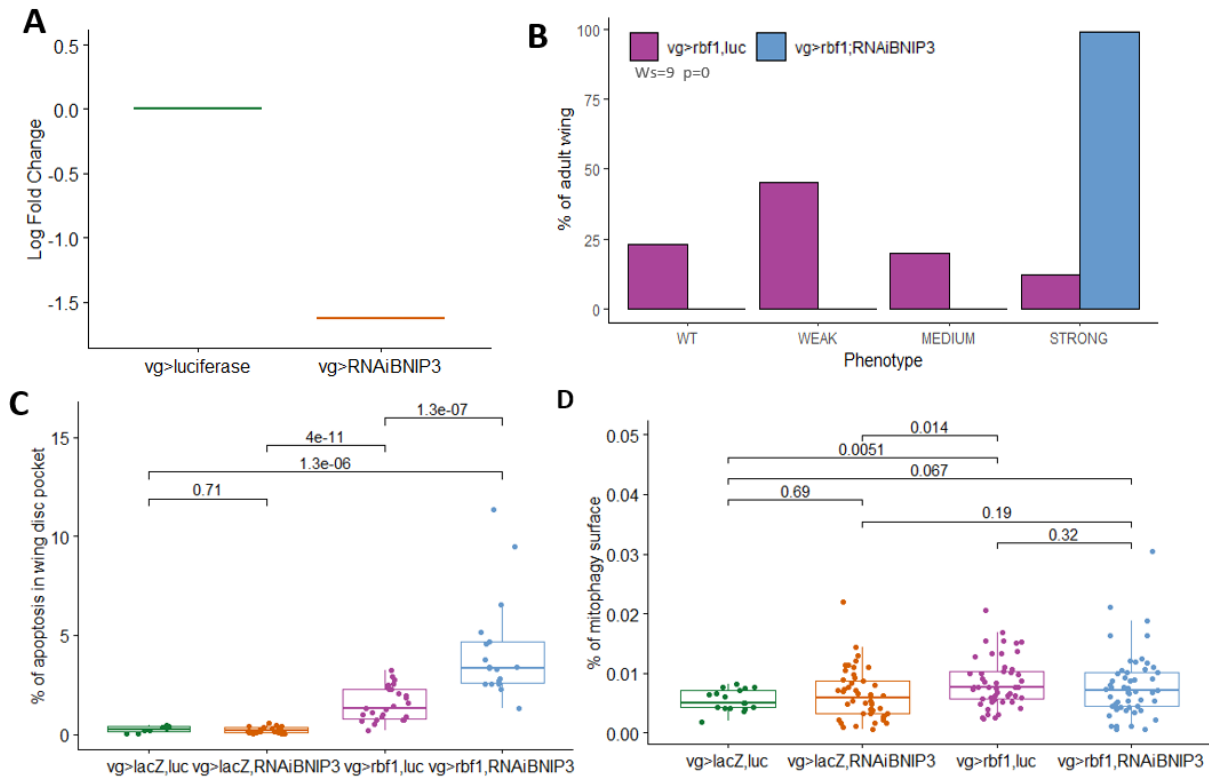 A
Log Fold Change
0.5
0.0
-0.5
-1.0
-1.5
vg>luciferase
vg>RNAiBNIP3
B
% of adult wing
100
75
50
25
0
vg>rbf1,luc
vg>rbf1;RNAiBNIP3
Ws=9 p=0
WT
WEAK
MEDIUM
STRONG
Phenotype
C
% of apoptosis in wing disc pocket
15
10
5
0
1.3e-07
4e-11
1.3e-06
0.71
vg>lacZ,luc
vg>lacZ,RNAiBNIP3
vg>rbf1,luc
vg>rbf1,RNAiBNIP3
D
% of mitophagy surface
0.05
0.04
0.03
0.02
0.01
0.00
0.014
0.0051
0.067
0.69
0.19
0.32
vg>lacZ,luc
vg>lacZ,RNAiBNIP3
vg>rbf1,luc
vg>rbf1,RNAiBNIP3